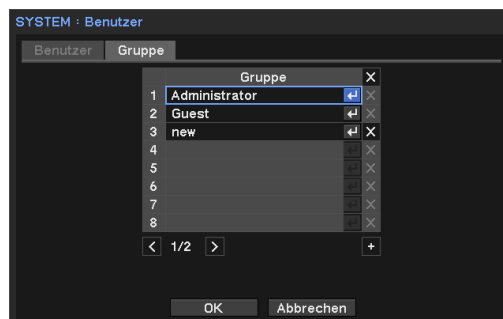 SYSTEM : Benutzer
Benutzer Gruppe
Gruppe X
1 Administrator X
2 Guest X
3 new X
4 X
5 X
6 X
7 X
8 X
< 1/2 > +
OK Abbrechen